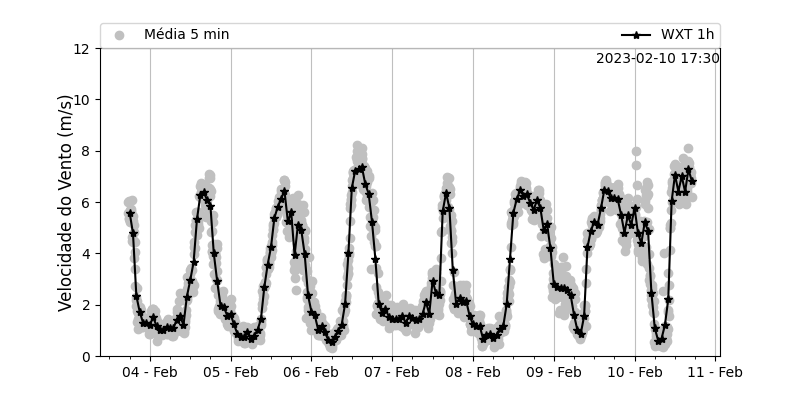 Média 5 min
WXT 1h
2023-02-10 17:30
Velocidade do Vento (m/s)
12
10
8
6
4
2
0
04 - Feb
05 - Feb
06 - Feb
07 - Feb
08 - Feb
09 - Feb
10 - Feb
11 - Feb